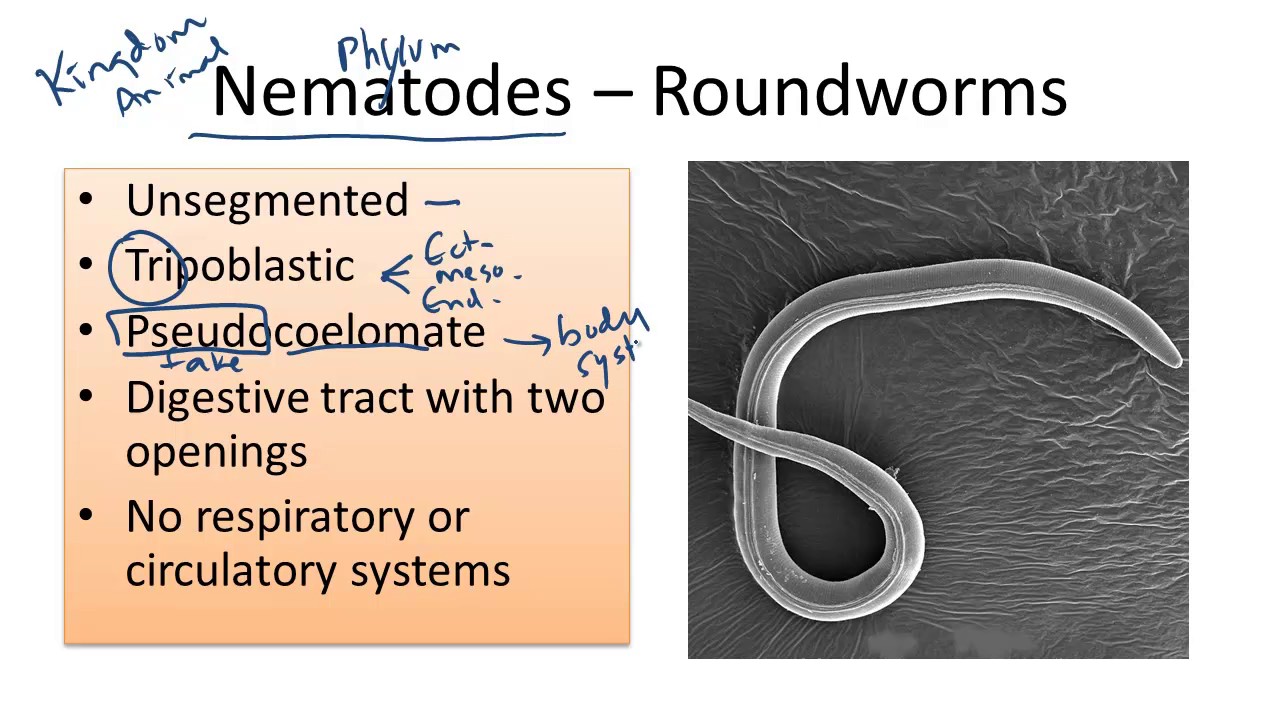 Kingdom
Animal
Phylum
Nematodes – Roundworms
• Unsegmented –
• Tripoblastic
Ect-
meso-
End-
• Pseudocoelomate → body
syst
fake
• Digestive tract with two
openings
• No respiratory or
circulatory systems